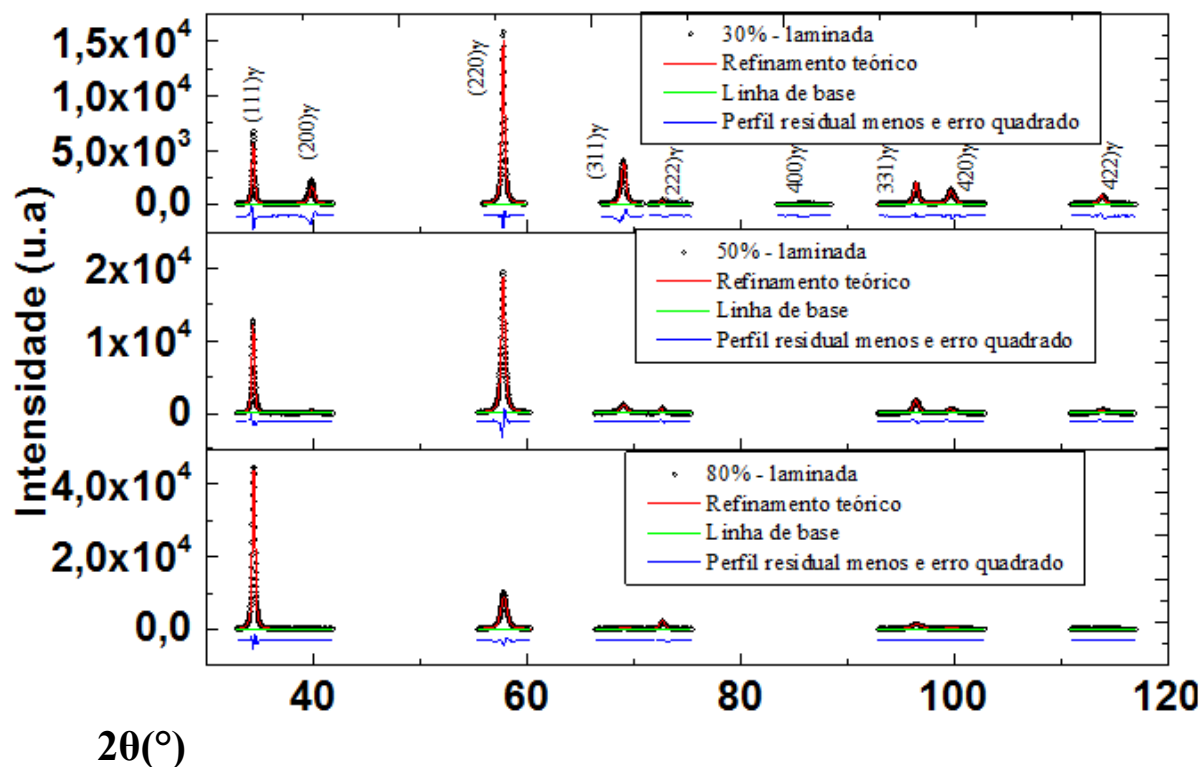 Intensidade (u.a)
1,5x10⁴
1,0x10⁴
5,0x10³
0,0
(111)γ
(200)γ
(220)γ
(311)γ
(222)γ
400)γ
331)γ
420)γ
422)γ
30% - laminada
Refinamento teórico
Linha de base
Perfil residual menos e erro quadrado
2x10⁴
1x10⁴
0
50% - laminada
Refinamento teórico
Linha de base
Perfil residual menos e erro quadrado
4,0x10⁴
2,0x10⁴
0,0
80% - laminada
Refinamento teórico
Linha de base
Perfil residual menos e erro quadrado
40 60 80 100 120
2θ(°)